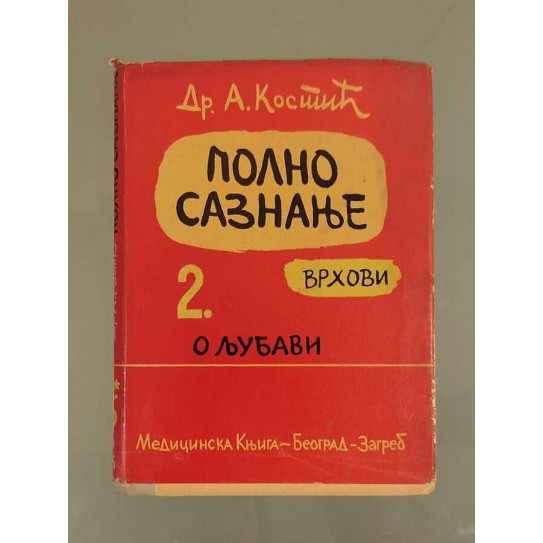 Др. А. Костић
ПОЛНО
САЗНАЊЕ
2.
ВРХОВИ
О ЉУБАВИ
Медицинска Књига – Београд - Загреб